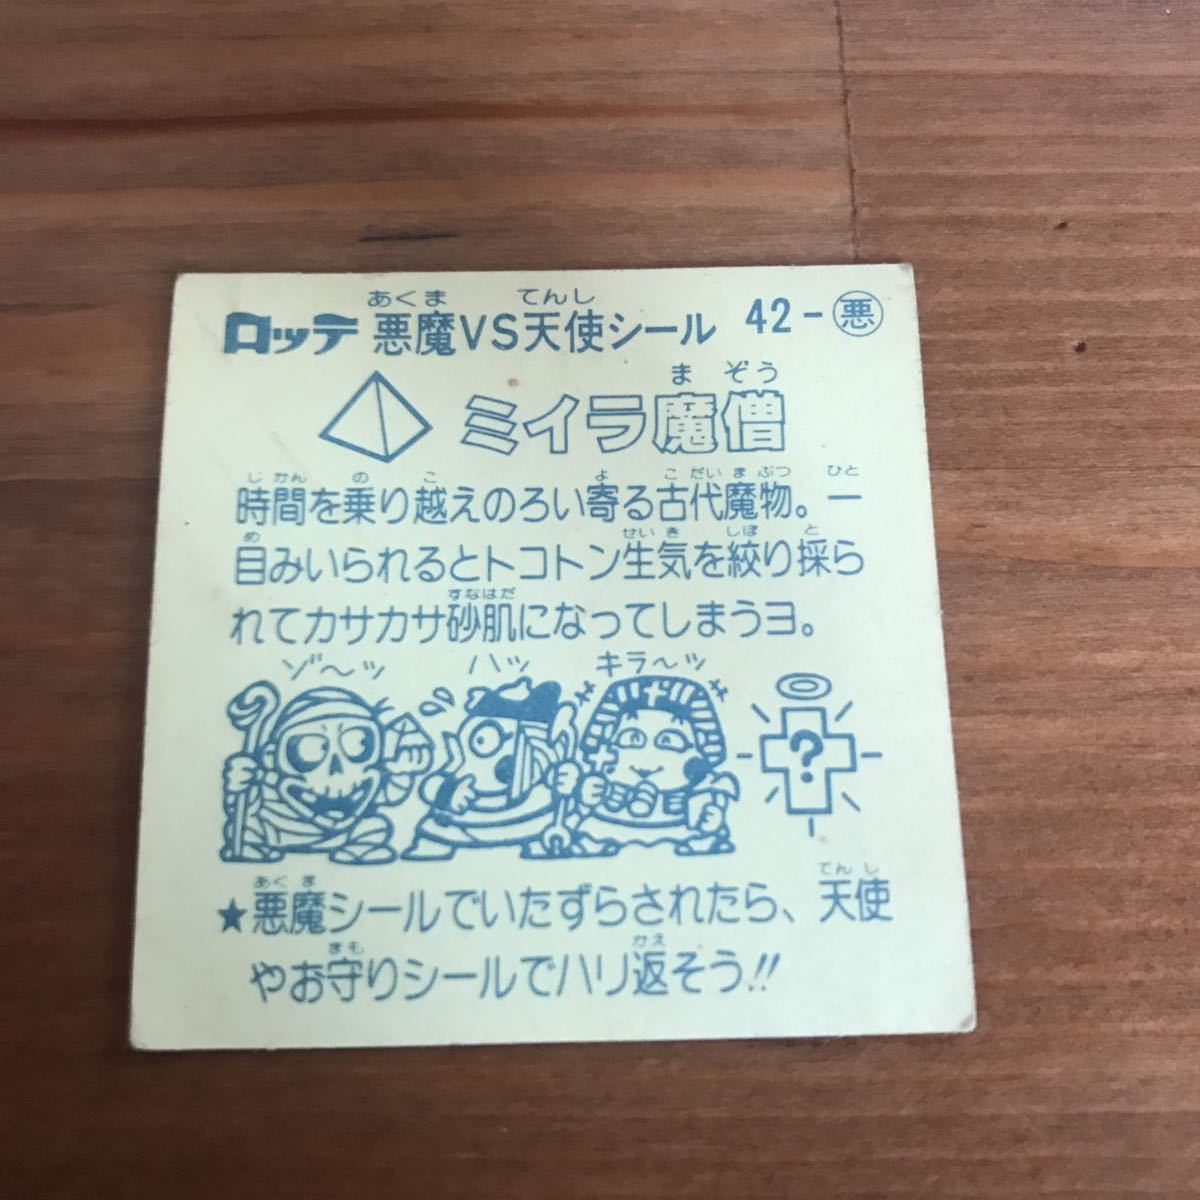 あくま てんし
ロッテ 悪魔VS天使シール 42-悪
まぞう
ミイラ魔僧
じかん の こ よ こだいまぶつ ひと
時間を乗り越えのろい寄る古代魔物。一
め せいき しぼ と
目みいられるとトコトン生気を絞り採ら
すなはだ
れてカサカサ砂肌になってしまうヨ。
ゾ〜ッ ハッ キラ〜ッ
?
あくま てんし
★悪魔シールでいたずらされたら、天使
まも かえ
やお守りシールでハリ返そう!!